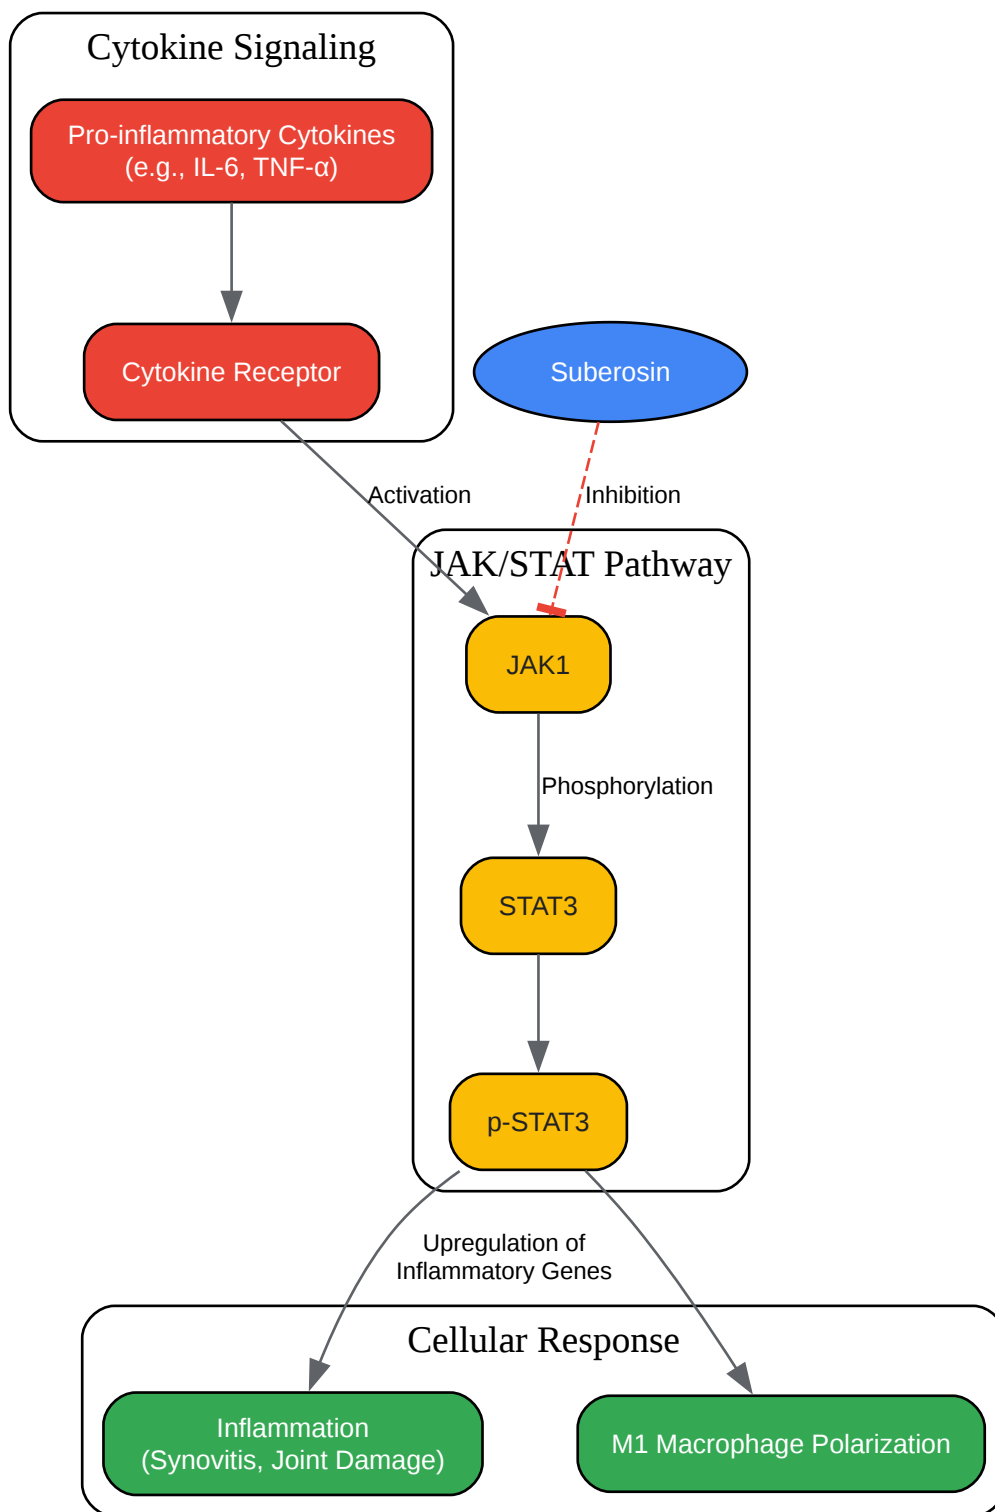 Cytokine Signaling
Pro-inflammatory Cytokines
(e.g., IL-6, TNF-α)
Cytokine Receptor
Suberosin
Activation
Inhibition
JAK/STAT Pathway
JAK1
Phosphorylation
STAT3
p-STAT3
Upregulation of
Inflammatory Genes
Cellular Response
Inflammation
(Synovitis, Joint Damage)
M1 Macrophage Polarization